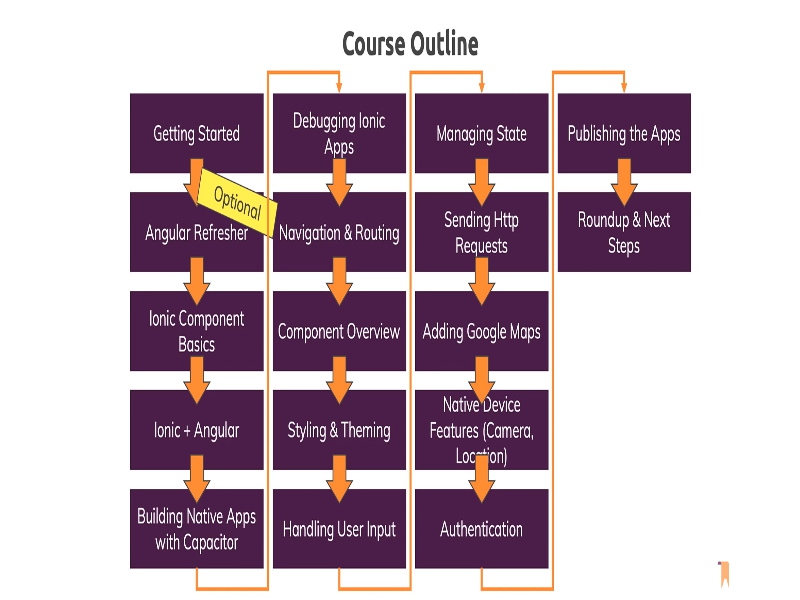 Course Outline
Getting Started
Optional
Angular Refresher
Ionic Component
Basics
Ionic + Angular
Building Native Apps
with Capacitor
Debugging Ionic
Apps
Navigation & Routing
Component Overview
Styling & Theming
Handling User Input
Managing State
Sending Http
Requests
Adding Google Maps
Native Device
Features (Camera,
Location)
Authentication
Publishing the Apps
Roundup & Next
Steps